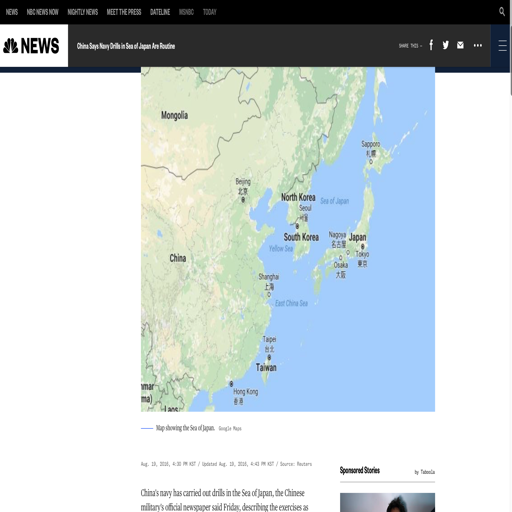 NEWS NBC NEWS NOW NIGHTLY NEWS MEET THE PRESS DATELINE MSNBC TODAY
NEWS China Says Navy Drills in Sea of Japan Are Routine SHARE THIS —
Mongolia
Sapporo
札幌
Beijing
北京
North Korea
Sea of Japan
Seoul
서울
South Korea
Nagoya
名古屋
Japan
Yellow Sea
Tokyo
東京
Osaka
大阪
China
Shanghai
上海
East China Sea
Taipei
台北
Taiwan
nmar
ma)
Hong Kong
香港
Laos
Map showing the Sea of Japan. Google Maps
Aug. 19, 2016, 4:30 PM KST / Updated Aug. 19, 2016, 4:43 PM KST / Source: Reuters
Sponsored Stories by Taboola
China's navy has carried out drills in the Sea of Japan, the Chinese
military's official newspaper said Friday, describing the exercises as